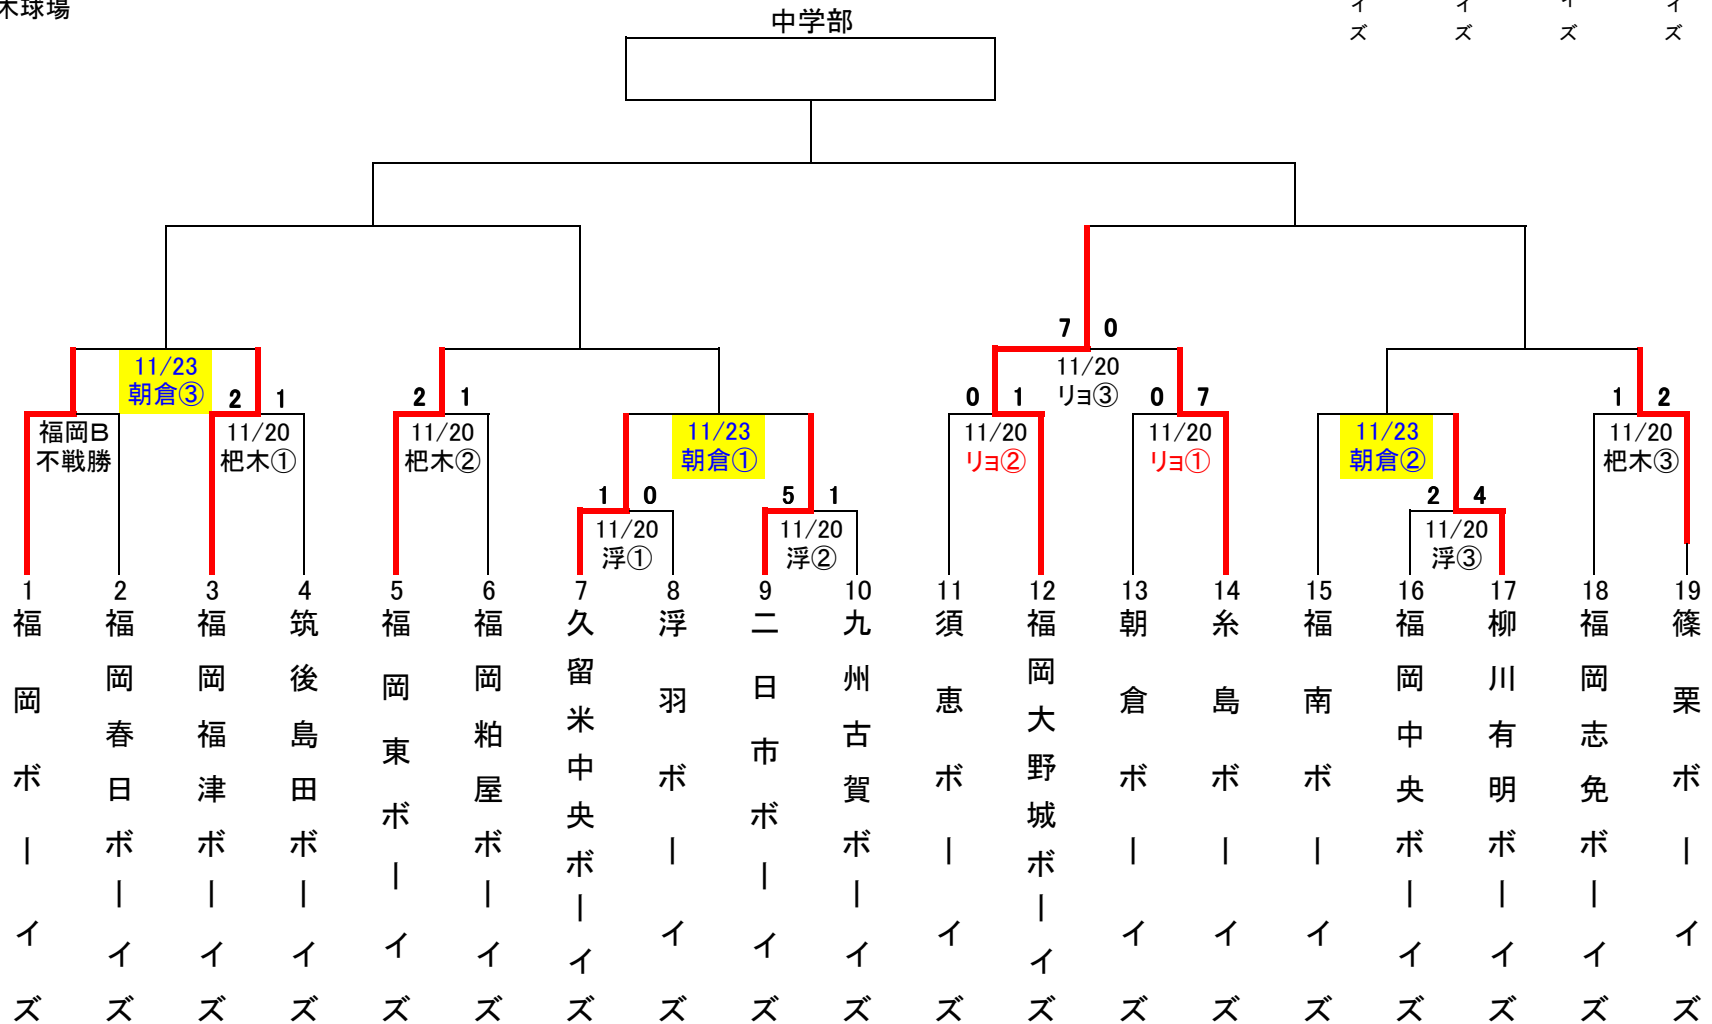 木球場
イズ
イズ
イズ
イズ
中学部
7 0
11/20
リョ③
11/23
朝倉③
2 1
2 1
0 1
0 7
1 2
福岡B
不戦勝
11/20
杷木①
11/20
杷木②
11/23
朝倉①
11/20
リョ②
11/20
リョ①
11/23
朝倉②
11/20
杷木③
1 0
5 1
2 4
11/20
浮①
11/20
浮②
11/20
浮③
1 福岡ボーイズ
2 福岡春日ボーイズ
3 福岡福津ボーイズ
4 筑後島田ボーイズ
5 福岡東ボーイズ
6 福岡粕屋ボーイズ
7 久留米中央ボーイズ
8 浮羽ボーイズ
9 二日市ボーイズ
10 九州古賀ボーイズ
11 須恵ボーイズ
12 福岡大野城ボーイズ
13 朝倉ボーイズ
14 糸島ボーイズ
15 福南ボーイズ
16 福岡中央ボーイズ
17 柳川有明ボーイズ
18 福岡志免ボーイズ
19 篠栗ボーイズ